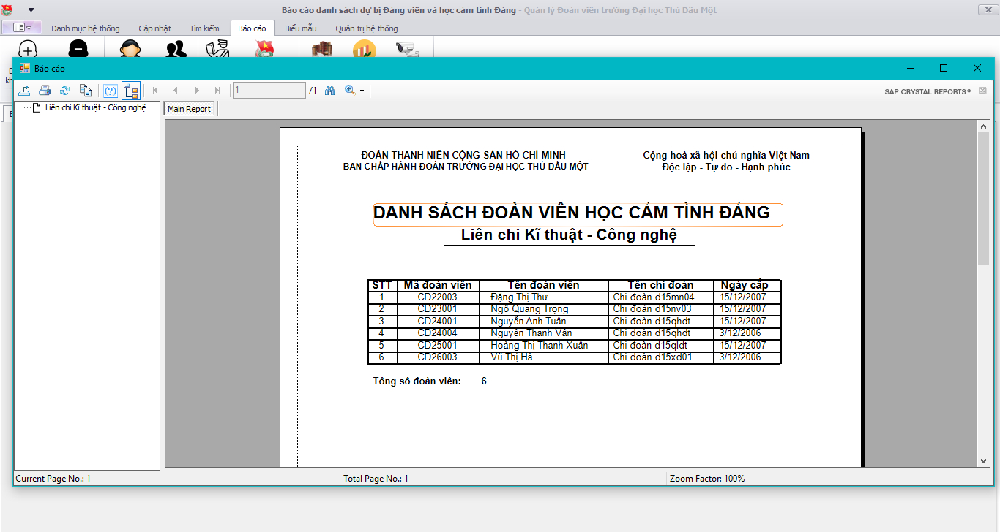 Báo cáo danh sách dự bị Đảng viên và học cảm tình Đảng - Quản lý Đoàn viên trường Đại học Thủ Dầu Một
Danh mục hệ thống Cập nhật Tìm kiếm Báo cáo Biểu mẫu Quản trị hệ thống
Báo cáo
1 /1 SAP CRYSTAL REPORTS®
Liên chi Kĩ thuật - Công nghệ
Main Report
ĐOÀN THANH NIÊN CỘNG SẢN HỒ CHÍ MINH
BAN CHẤP HÀNH ĐOÀN TRƯỜNG ĐẠI HỌC THỦ DẦU MỘT
Cộng hoà xã hội chủ nghĩa Việt Nam
Độc lập - Tự do - Hạnh phúc
DANH SÁCH ĐOÀN VIÊN HỌC CẢM TÌNH ĐẢNG
Liên chi Kĩ thuật - Công nghệ
STT Mã đoàn viên Tên đoàn viên Tên chi đoàn Ngày cấp
1 CD22003 Đặng Thị Thư Chi đoàn d15mn04 15/12/2007
2 CD23001 Ngô Quang Trọng Chi đoàn d15nv03 15/12/2007
3 CD24001 Nguyễn Anh Tuấn Chi đoàn d15qhdt 15/12/2007
4 CD24004 Nguyễn Thanh Vân Chi đoàn d15qhdt 3/12/2006
5 CD25001 Hoàng Thị Thanh Xuân Chi đoàn d15qldt 15/12/2007
6 CD26003 Vũ Thị Hà Chi đoàn d15xd01 3/12/2006
Tổng số đoàn viên: 6
Current Page No.: 1 Total Page No.: 1 Zoom Factor: 100%